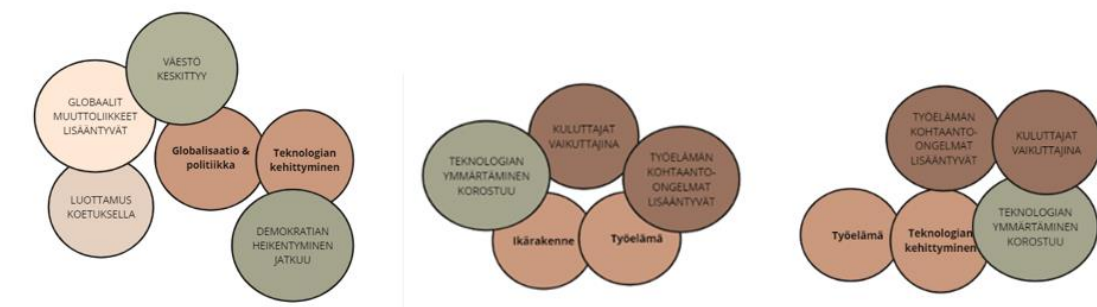 VÄESTÖ
KESKITTYY
GLOBAALIT
MUUTTOLIIKKEET
LISÄÄNTYVÄT
Globalisaatio &
politiikka
Teknologian
kehittyminen
LUOTTAMUS
KOETUKSELLA
DEMOKRATIAN
HEIKENTYMINEN
JATKUU
KULUTTAJAT
VAIKUTTAJINA
TEKNOLOGIAN
YMMÄRTÄMINEN
KOROSTUU
TYÖELÄMÄN
KOHTAANTO-
ONGELMAT
LISÄÄNTYVÄT
Ikärakenne
Työelämä
TYÖELÄMÄN
KOHTAANTO-
ONGELMAT
LISÄÄNTYVÄT
KULUTTAJAT
VAIKUTTAJINA
Työelämä
Teknologian
kehittyminen
TEKNOLOGIAN
YMMÄRTÄMINEN
KOROSTUU